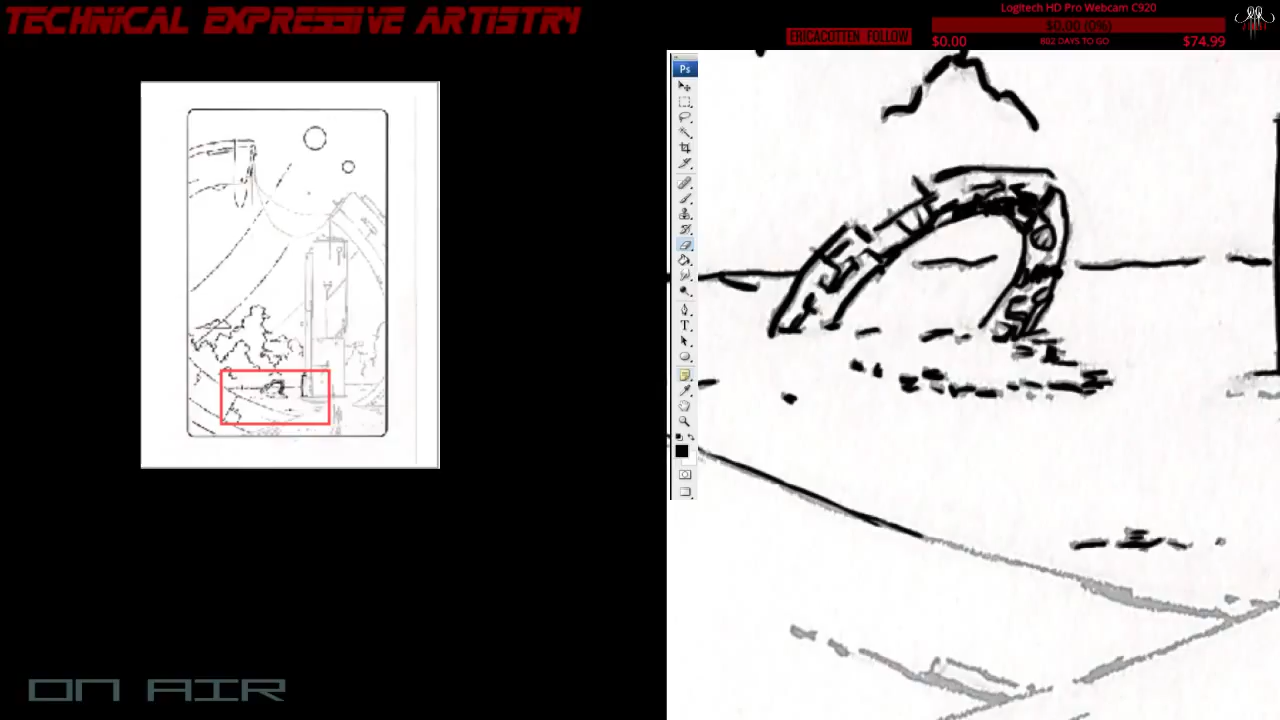 TECHNICAL EXPRESSIVE ARTISTRY
Logitech HD Pro Webcam C920
$0.00 (0%)
ERICACOTTEN FOLLOW
$0.00 802 DAYS TO GO $74.99
Ps
T
ON AIR